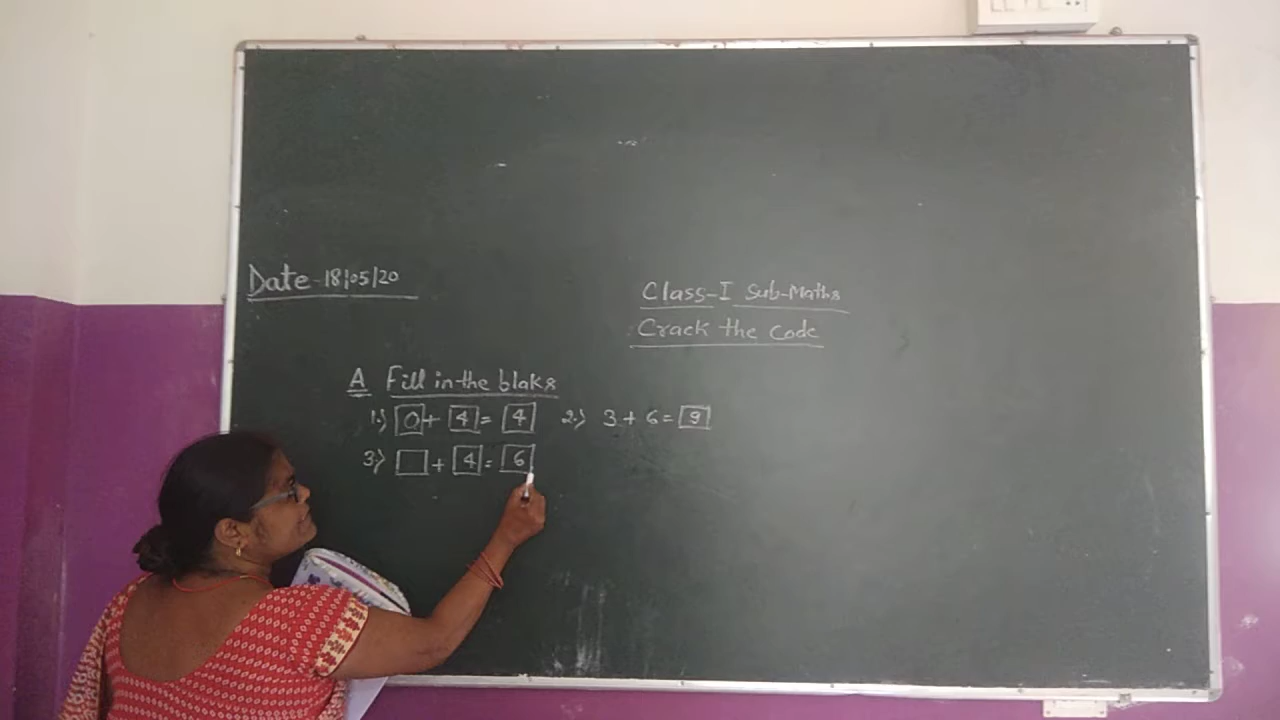 Date-18/05/20
Class-I Sub-Maths
Crack the code
A Fill in the blaks
1.) 0 + 4 = 4 2.) 3 + 6 = 9
3.) + 4 = 6